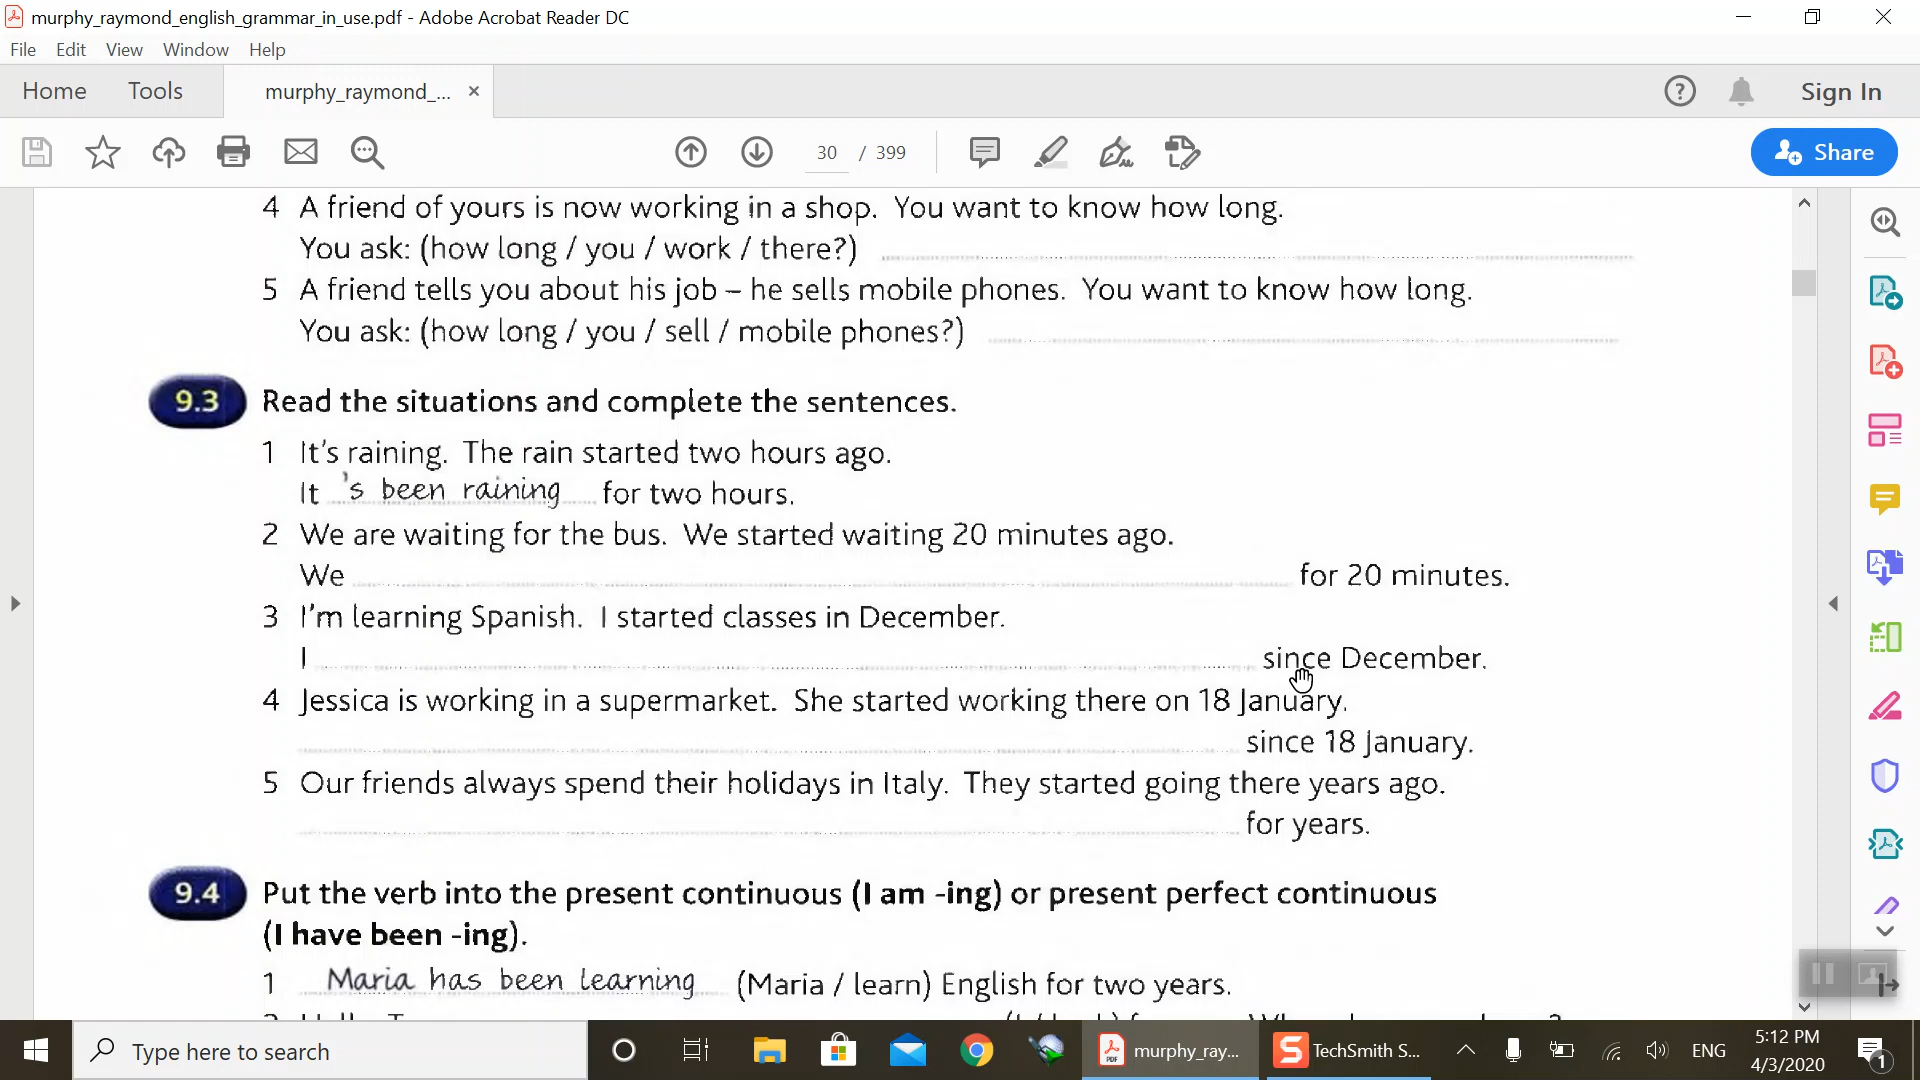 murphy_raymond_english_grammar_in_use.pdf - Adobe Acrobat Reader DC
File Edit View Window Help
Home Tools murphy_raymond_... × Sign In
30 / 399 Share
4 A friend of yours is now working in a shop. You want to know how long.
You ask: (how long / you / work / there?)
5 A friend tells you about his job – he sells mobile phones. You want to know how long.
You ask: (how long / you / sell / mobile phones?)
9.3 Read the situations and complete the sentences.
1 It's raining. The rain started two hours ago.
It 's been raining for two hours.
2 We are waiting for the bus. We started waiting 20 minutes ago.
We for 20 minutes.
3 I'm learning Spanish. I started classes in December.
I since December.
4 Jessica is working in a supermarket. She started working there on 18 January.
since 18 January.
5 Our friends always spend their holidays in Italy. They started going there years ago.
for years.
9.4 Put the verb into the present continuous (I am -ing) or present perfect continuous
(I have been -ing).
1 Maria has been learning (Maria / learn) English for two years.
Type here to search murphy_ray... TechSmith S... ENG 5:12 PM
4/3/2020 1